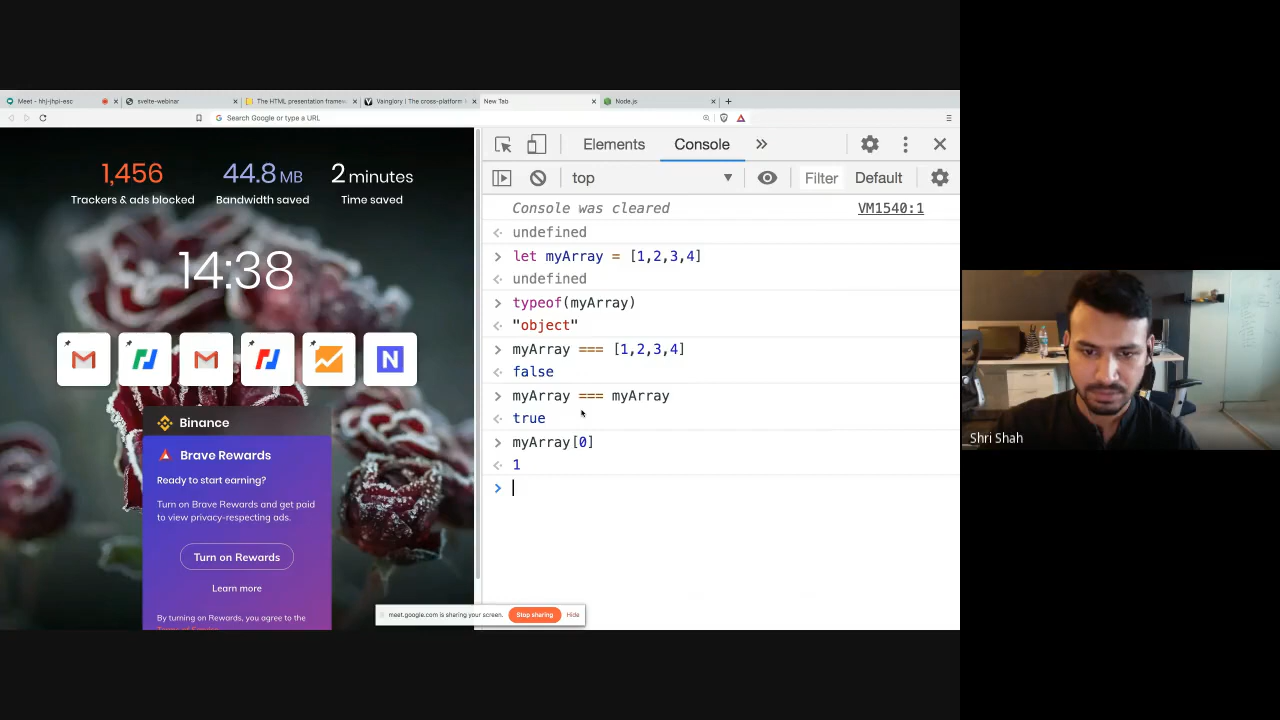 Meet - hhj-jhpi-esc
svelte-webinar
The HTML presentation framew
Vainglory | The cross-platform
New Tab
Node.js
Search Google or type a URL
1,456
Trackers & ads blocked
44.8 MB
Bandwidth saved
2 minutes
Time saved
14:38
N
Binance
Brave Rewards
Ready to start earning?
Turn on Brave Rewards and get paid
to view privacy-respecting ads.
Turn on Rewards
Learn more
By turning on Rewards, you agree to the
Terms of Service
Elements
Console
top
Filter
Default
Console was cleared
VM1540:1
undefined
let myArray = [1,2,3,4]
undefined
typeof(myArray)
"object"
myArray === [1,2,3,4]
false
myArray === myArray
true
myArray[0]
1
meet.google.com is sharing your screen.
Stop sharing
Hide
Shri Shah